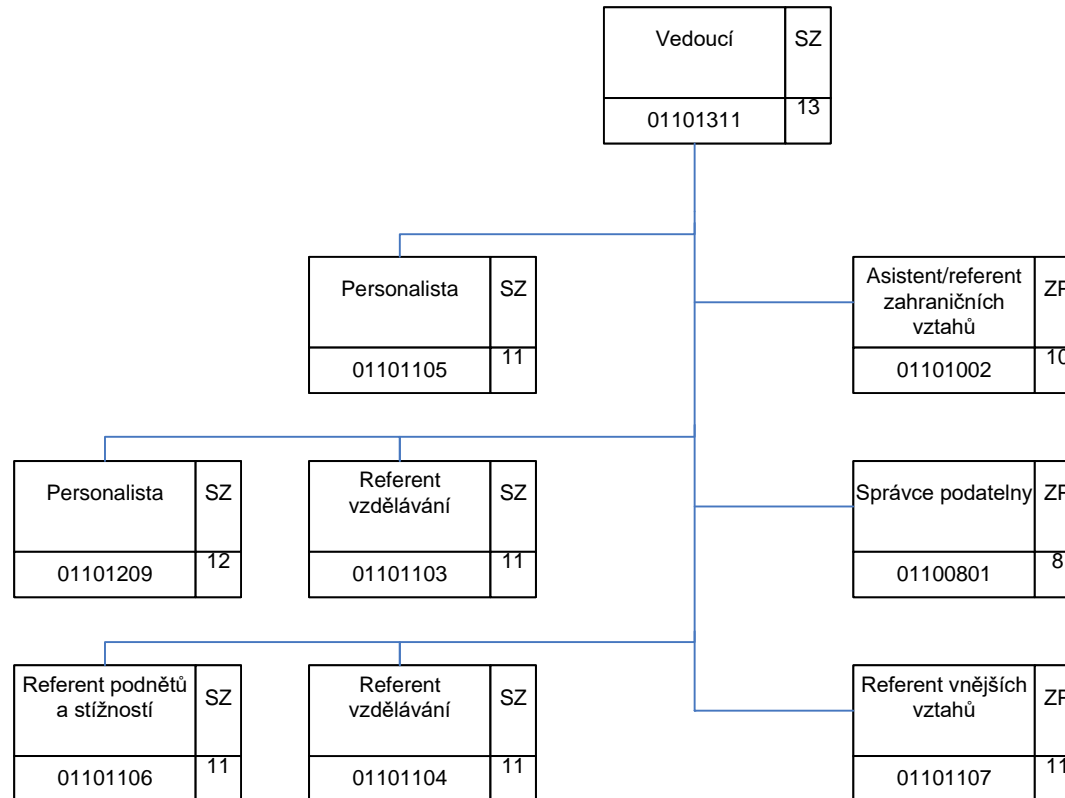 Vedoucí
SZ
01101311
13
Personalista
SZ
01101105
11
Asistent/referent
zahraničních
vztahů
01101002
10
Personalista
SZ
01101209
12
Referent
vzdělávání
SZ
01101103
11
Správce podatelny
01100801
8
Referent podnětů
a stížností
SZ
01101106
11
Referent
vzdělávání
SZ
01101104
11
Referent vnějších
vztahů
01101107
11